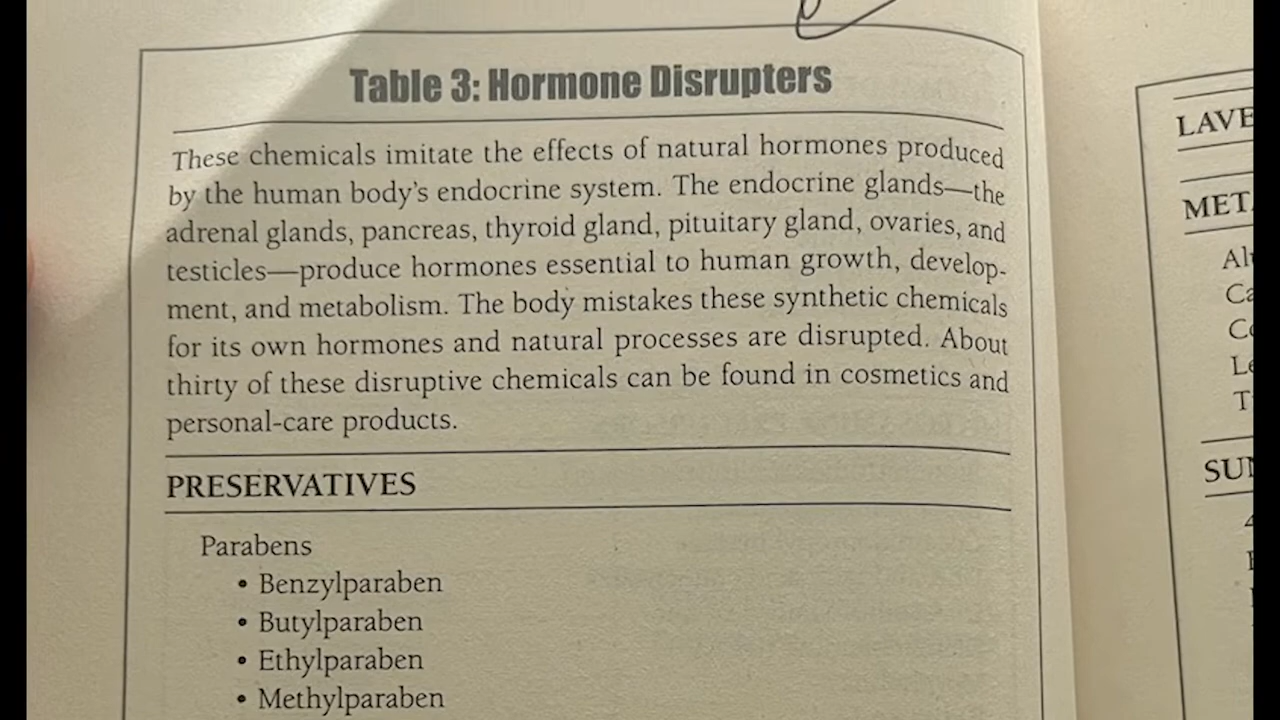 Table 3: Hormone Disrupters
These chemicals imitate the effects of natural hormones produced
by the human body's endocrine system. The endocrine glands—the
adrenal glands, pancreas, thyroid gland, pituitary gland, ovaries, and
testicles—produce hormones essential to human growth, develop-
ment, and metabolism. The body mistakes these synthetic chemicals
for its own hormones and natural processes are disrupted. About
thirty of these disruptive chemicals can be found in cosmetics and
personal-care products.
PRESERVATIVES
Parabens
• Benzylparaben
• Butylparaben
• Ethylparaben
• Methylparaben